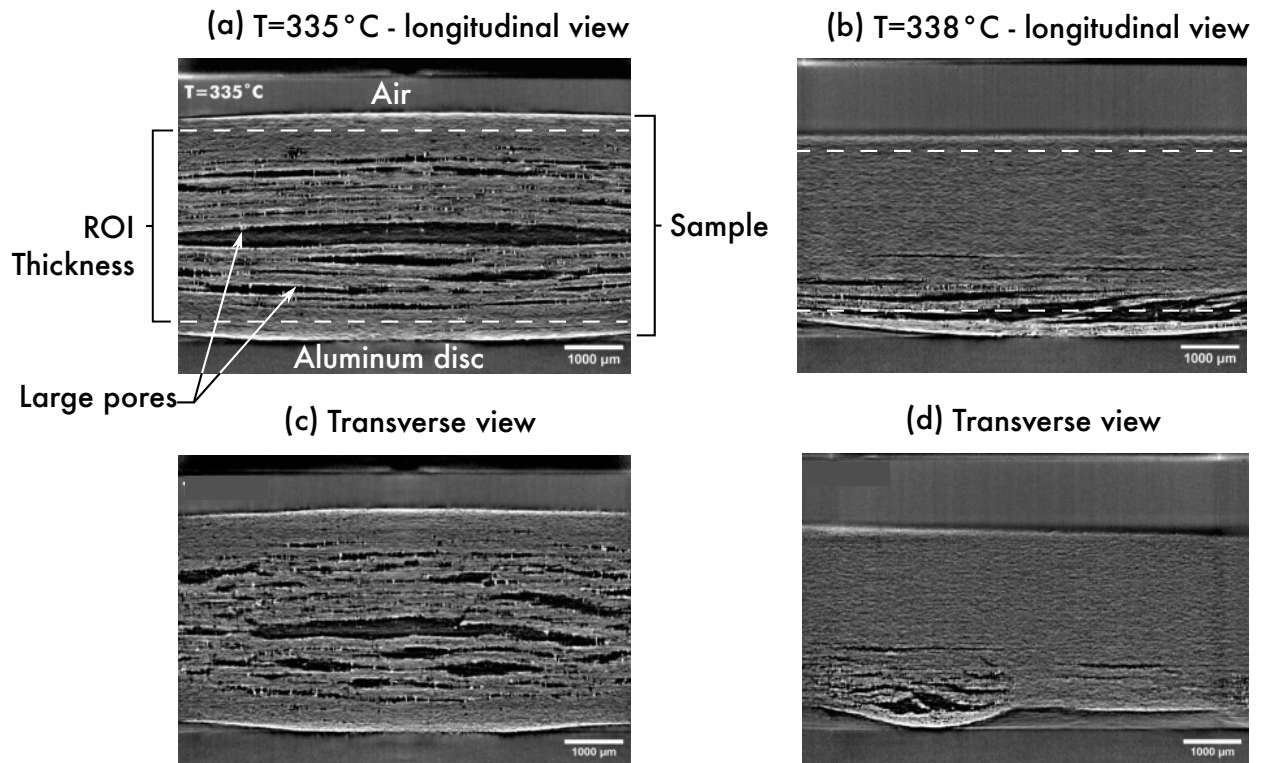 (a) T=335°C - longitudinal view
(b) T=338°C - longitudinal view
T=335°C
Air
ROI
Thickness
Sample
Aluminum disc
1000 µm
1000 µm
Large pores
(c) Transverse view
(d) Transverse view
1000 µm
1000 µm